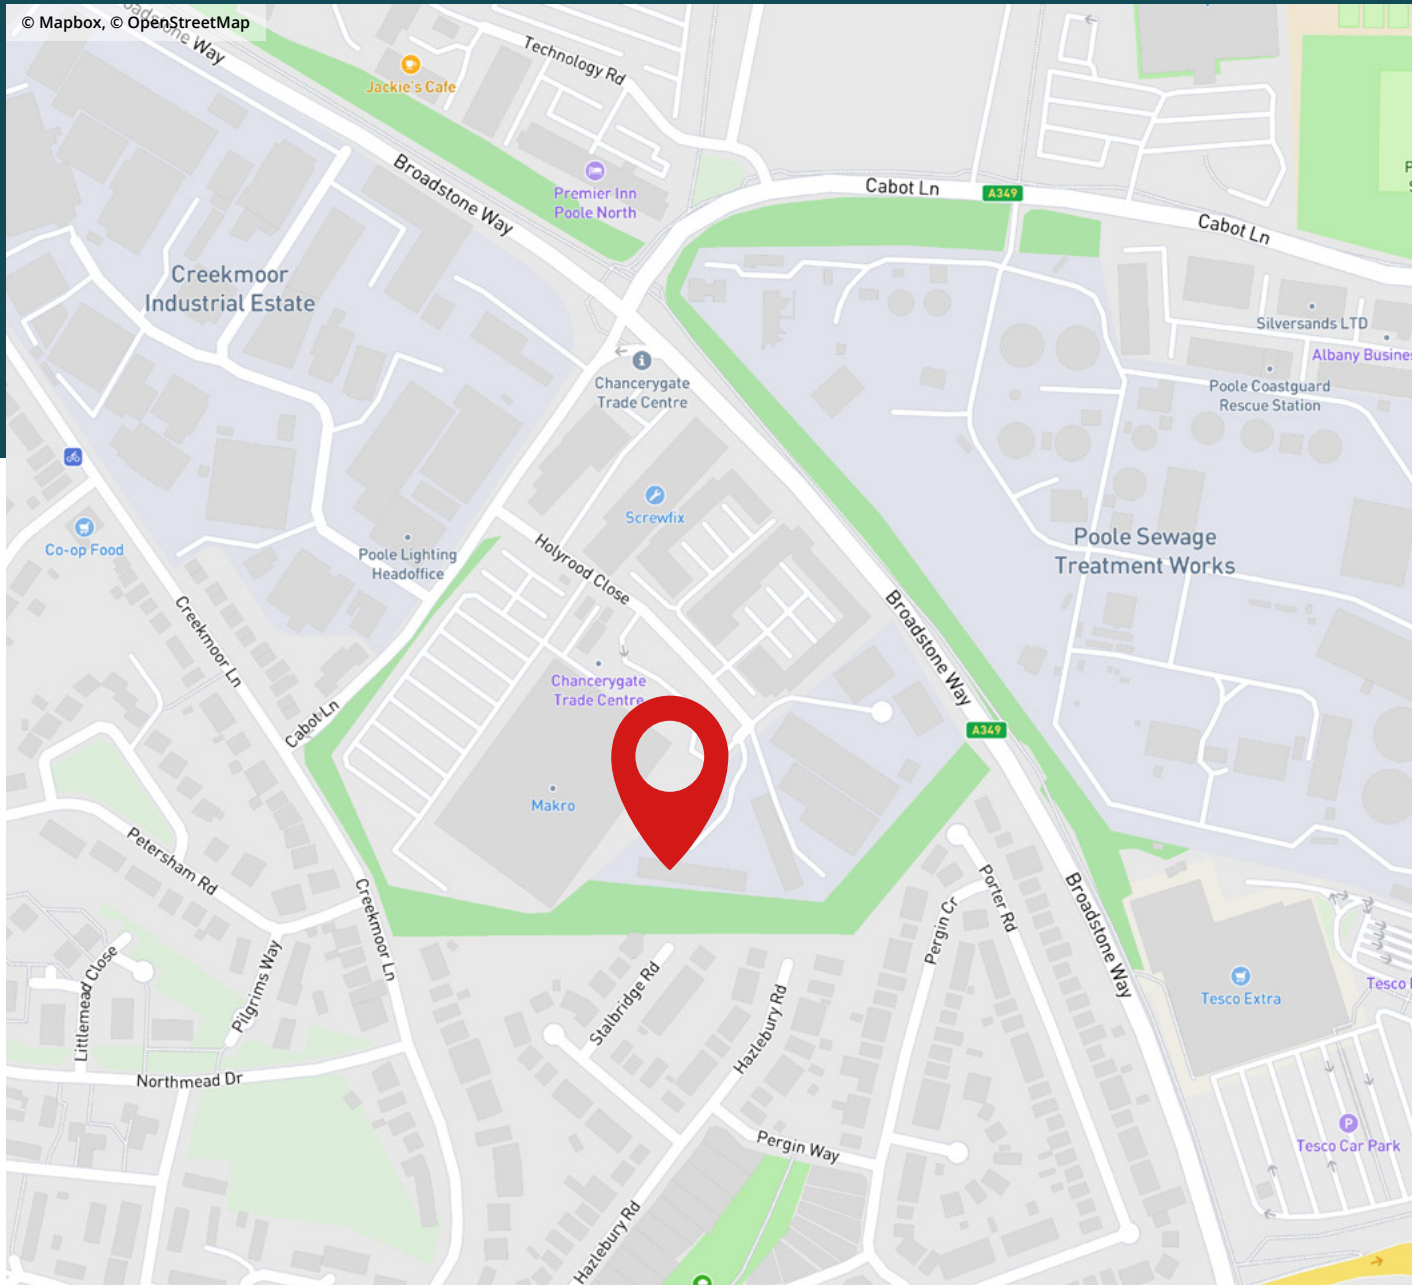 © Mapbox, © OpenStreetMap
Broadstone Way
Technology Rd
Jackie's Cafe
Premier Inn
Poole North
Broadstone Way
Cabot Ln
A349
Cabot Ln
Creekmoor
Industrial Estate
Silversands LTD
Chancerygate
Trade Centre
Poole Coastguard
Rescue Station
Screwfix
Co-op Food
Poole Lighting
Headoffice
Holyrood Close
Poole Sewage
Treatment Works
Creekmoor Ln
Broadstone Way
Chancerygate
Trade Centre
Cabot Ln
A349
Makro
Petersham Rd
Creekmoor Ln
Porter Rd
Pergin Cr
Broadstone Way
Littlemead Close
Pilgrims Way
Stalbridge Rd
Hazlebury Rd
Tesco Extra
Tesco
Northmead Dr
Pergin Way
P
Tesco Car Park
Hazlebury Rd